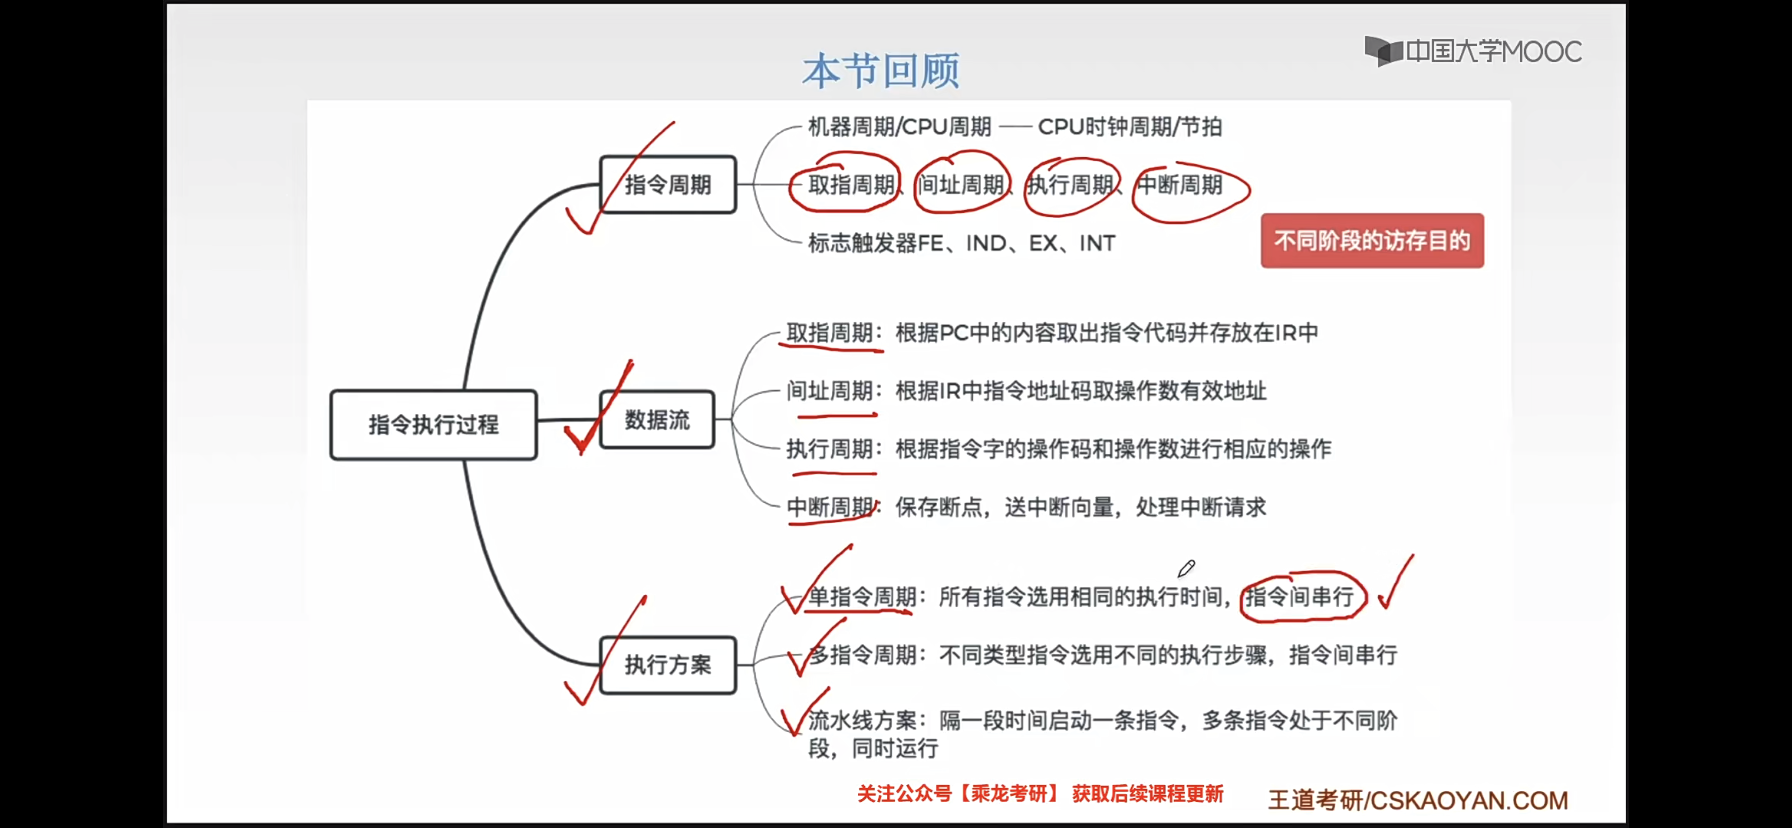 本节回顾
中国大学MOOC
机器周期/CPU周期 —— CPU时钟周期/节拍
指令周期
取指周期、间址周期、执行周期、中断周期
标志触发器FE、IND、EX、INT
不同阶段的访存目的
指令执行过程
数据流
取指周期：根据PC中的内容取出指令代码并存放在IR中
间址周期：根据IR中指令地址码取操作数有效地址
执行周期：根据指令字的操作码和操作数进行相应的操作
中断周期：保存断点，送中断向量，处理中断请求
执行方案
单指令周期：所有指令选用相同的执行时间，指令间串行
多指令周期：不同类型指令选用不同的执行步骤，指令间串行
流水线方案：隔一段时间启动一条指令，多条指令处于不同阶
段，同时运行
关注公众号【乘龙考研】 获取后续课程更新
王道考研/CSKAOYAN.COM